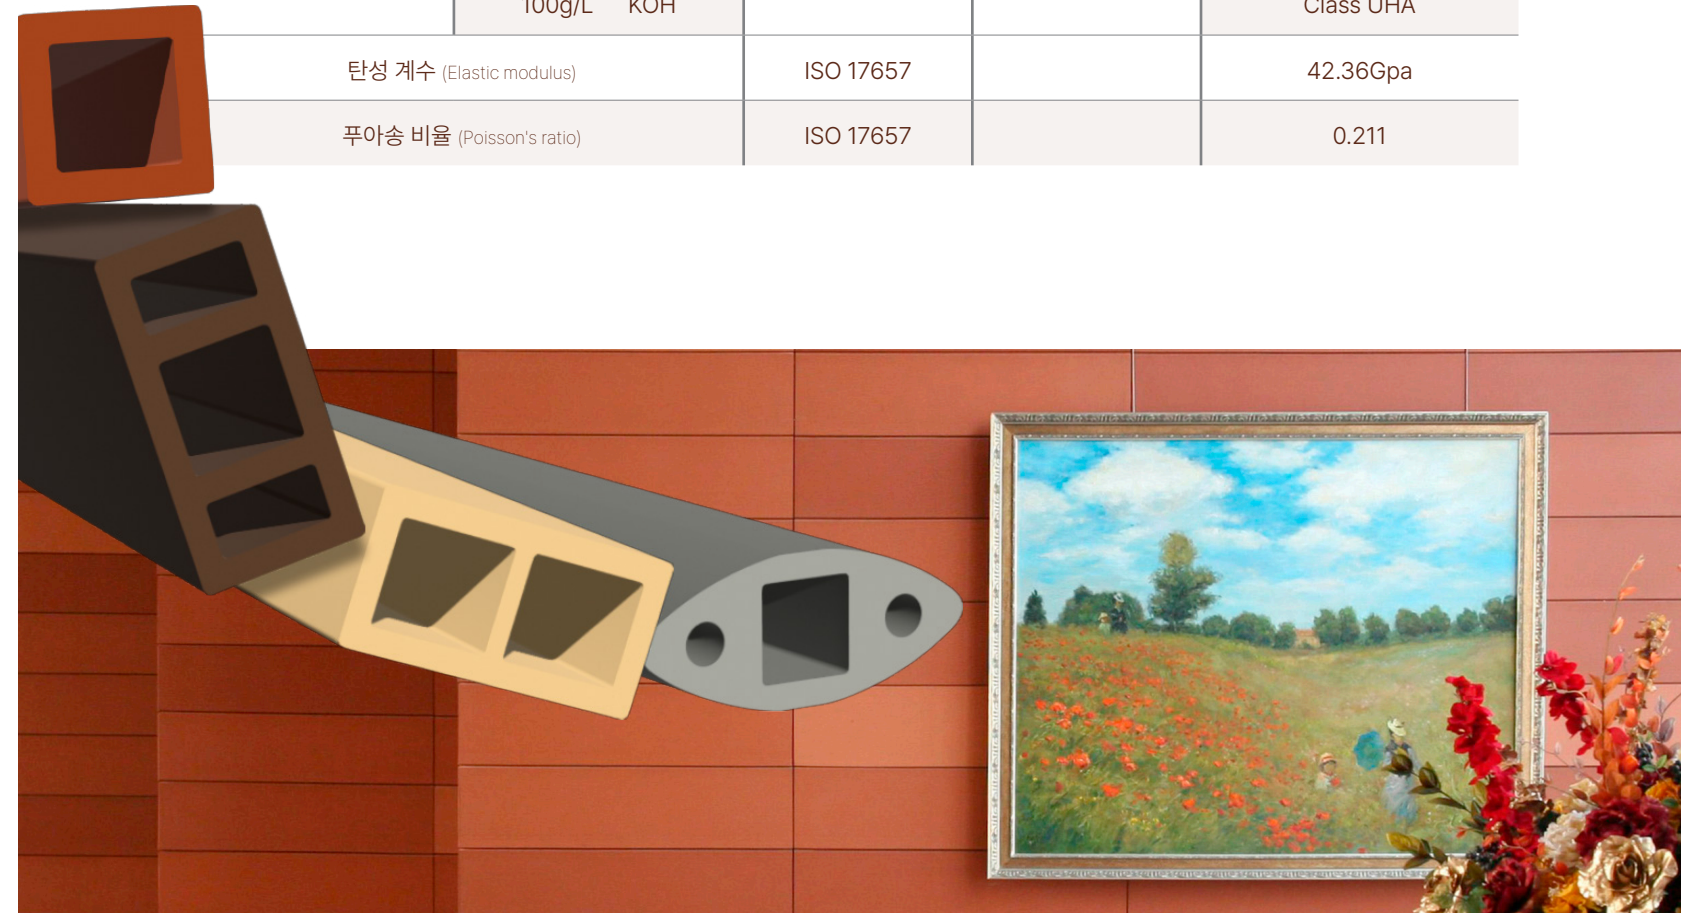 100g/L KOH Class UHA
탄성 계수 (Elastic modulus) ISO 17657 42.36Gpa
푸아송 비율 (Poisson's ratio) ISO 17657 0.211